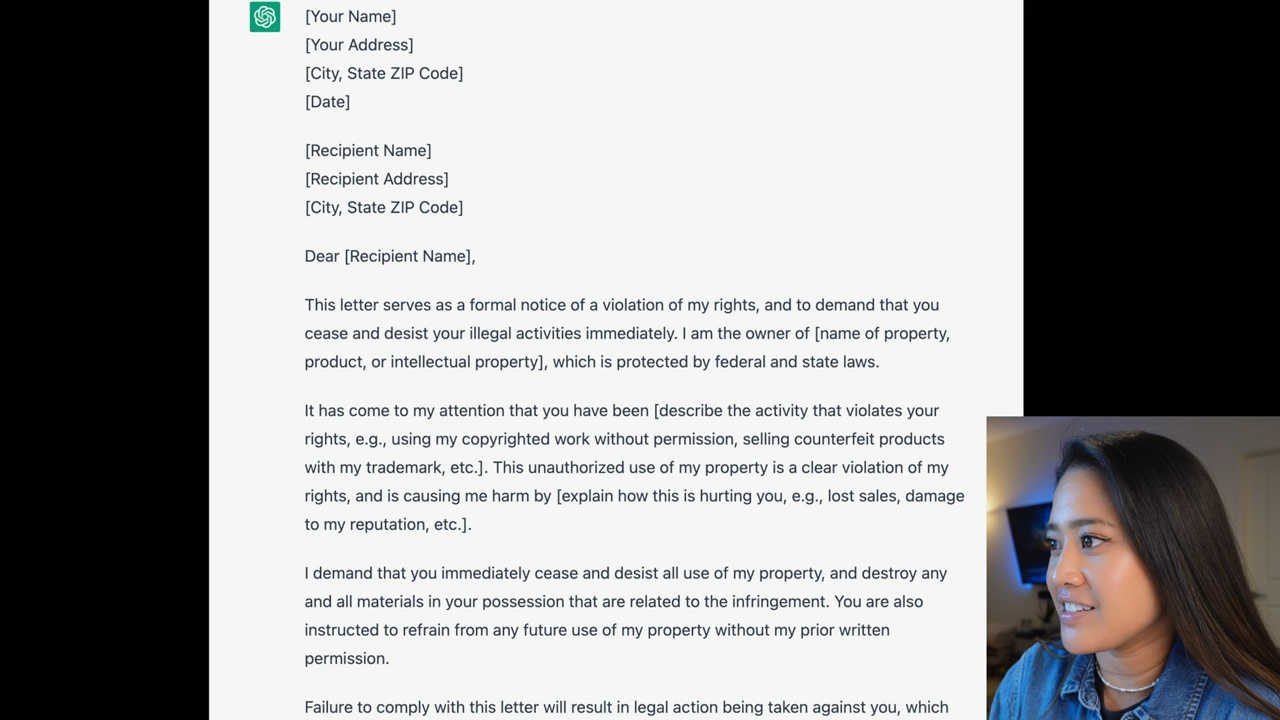 [Your Name]
[Your Address]
[City, State ZIP Code]
[Date]
[Recipient Name]
[Recipient Address]
[City, State ZIP Code]
Dear [Recipient Name],
This letter serves as a formal notice of a violation of my rights, and to demand that you
cease and desist your illegal activities immediately. I am the owner of [name of property,
product, or intellectual property], which is protected by federal and state laws.
It has come to my attention that you have been [describe the activity that violates your
rights, e.g., using my copyrighted work without permission, selling counterfeit products
with my trademark, etc.]. This unauthorized use of my property is a clear violation of my
rights, and is causing me harm by [explain how this is hurting you, e.g., lost sales, damage
to my reputation, etc.].
I demand that you immediately cease and desist all use of my property, and destroy any
and all materials in your possession that are related to the infringement. You are also
instructed to refrain from any future use of my property without my prior written
permission.
Failure to comply with this letter will result in legal action being taken against you, which